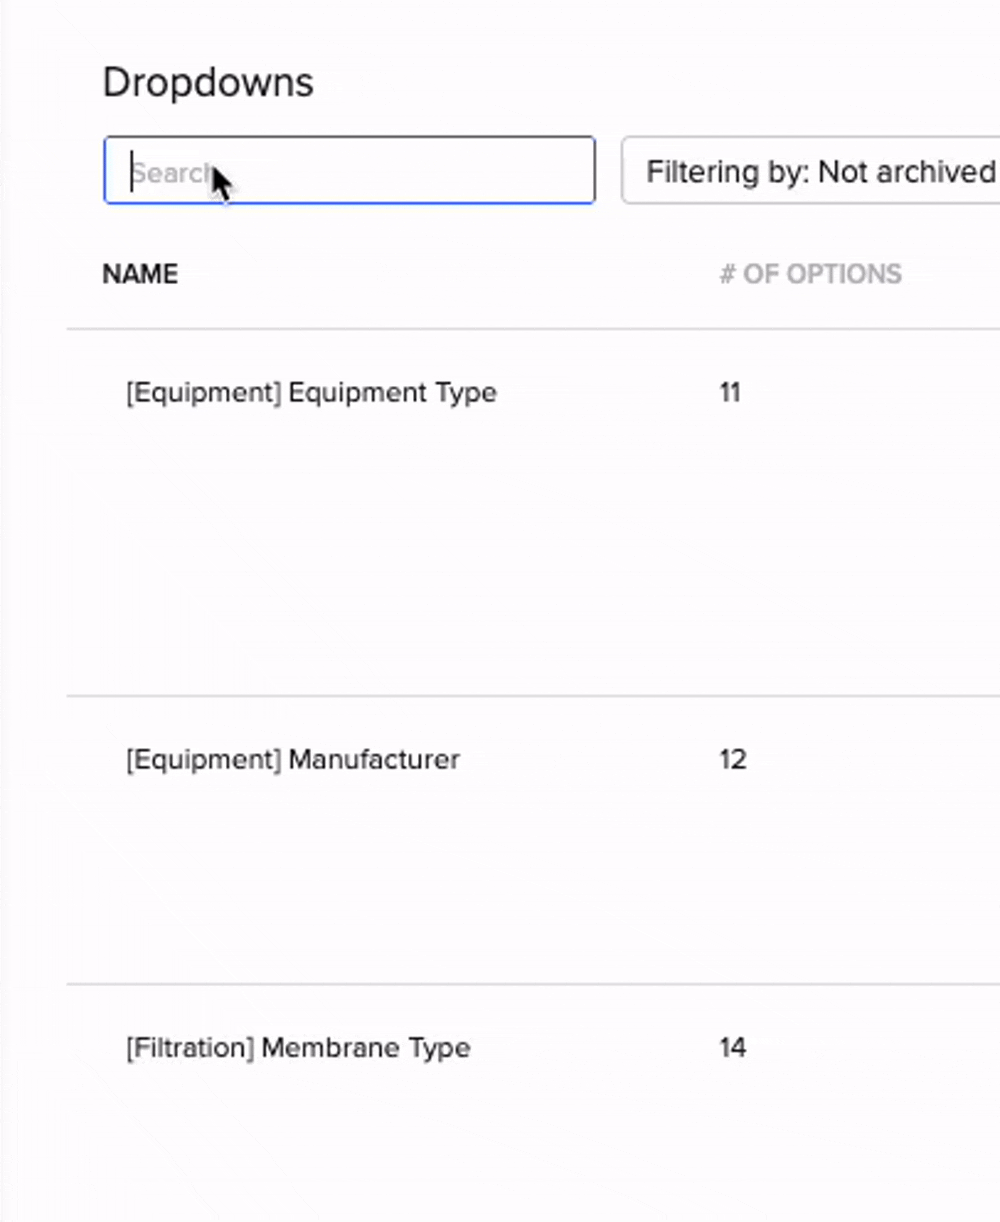 Dropdowns
Search
Filtering by: Not archived
NAME
# OF OPTIONS
[Equipment] Equipment Type
11
[Equipment] Manufacturer
12
[Filtration] Membrane Type
14